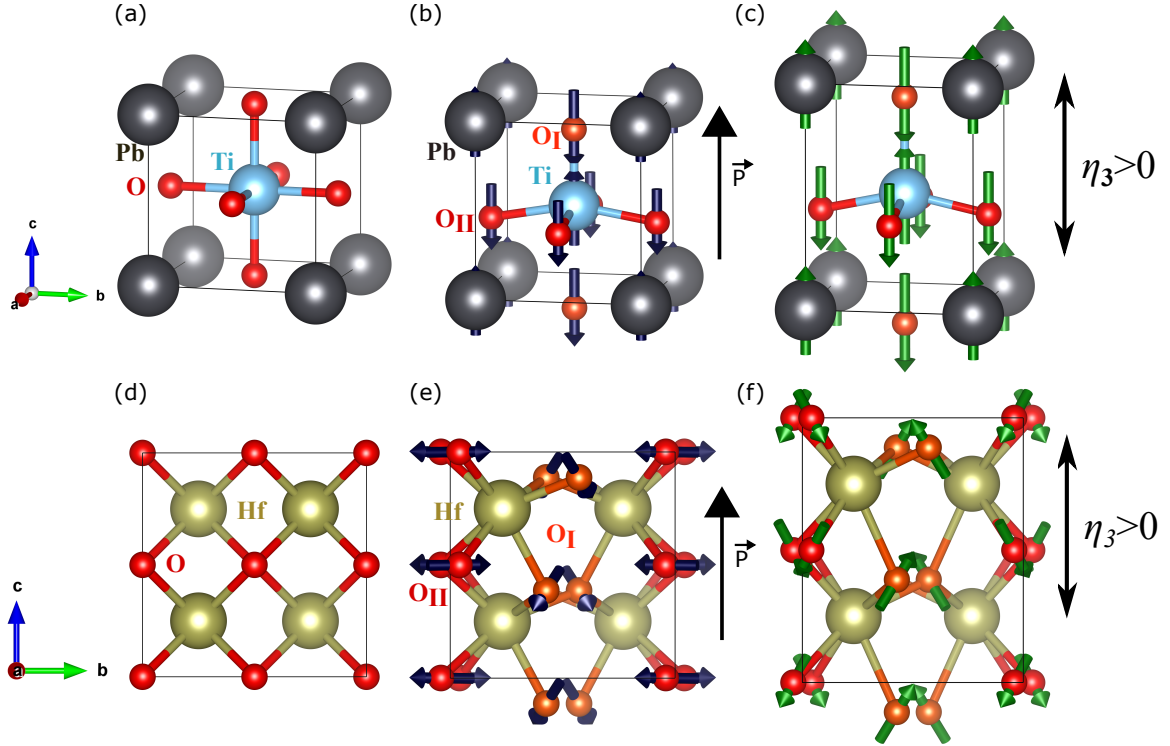 (a)
Pb
Ti
O
c
a
b
(b)
Pb
O_I
Ti
O_II
P⃗
(c)
η₃>0
(d)
Hf
O
c
a
b
(e)
Hf
O_I
O_II
P⃗
(f)
η₃>0